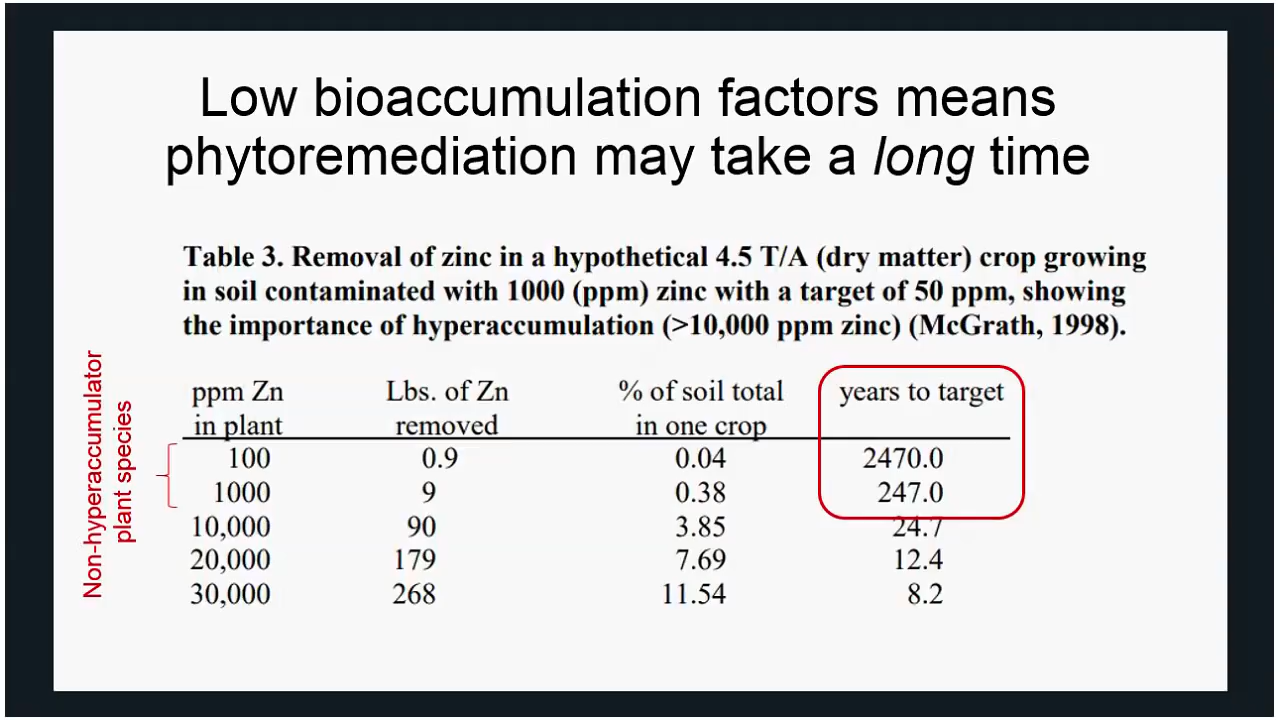 Low bioaccumulation factors means
phytoremediation may take a long time
Table 3. Removal of zinc in a hypothetical 4.5 T/A (dry matter) crop growing
in soil contaminated with 1000 (ppm) zinc with a target of 50 ppm, showing
the importance of hyperaccumulation (>10,000 ppm zinc) (McGrath, 1998).
Non-hyperaccumulator
plant species
ppm Zn Lbs. of Zn % of soil total years to target
in plant removed in one crop
100 0.9 0.04 2470.0
1000 9 0.38 247.0
10,000 90 3.85 24.7
20,000 179 7.69 12.4
30,000 268 11.54 8.2